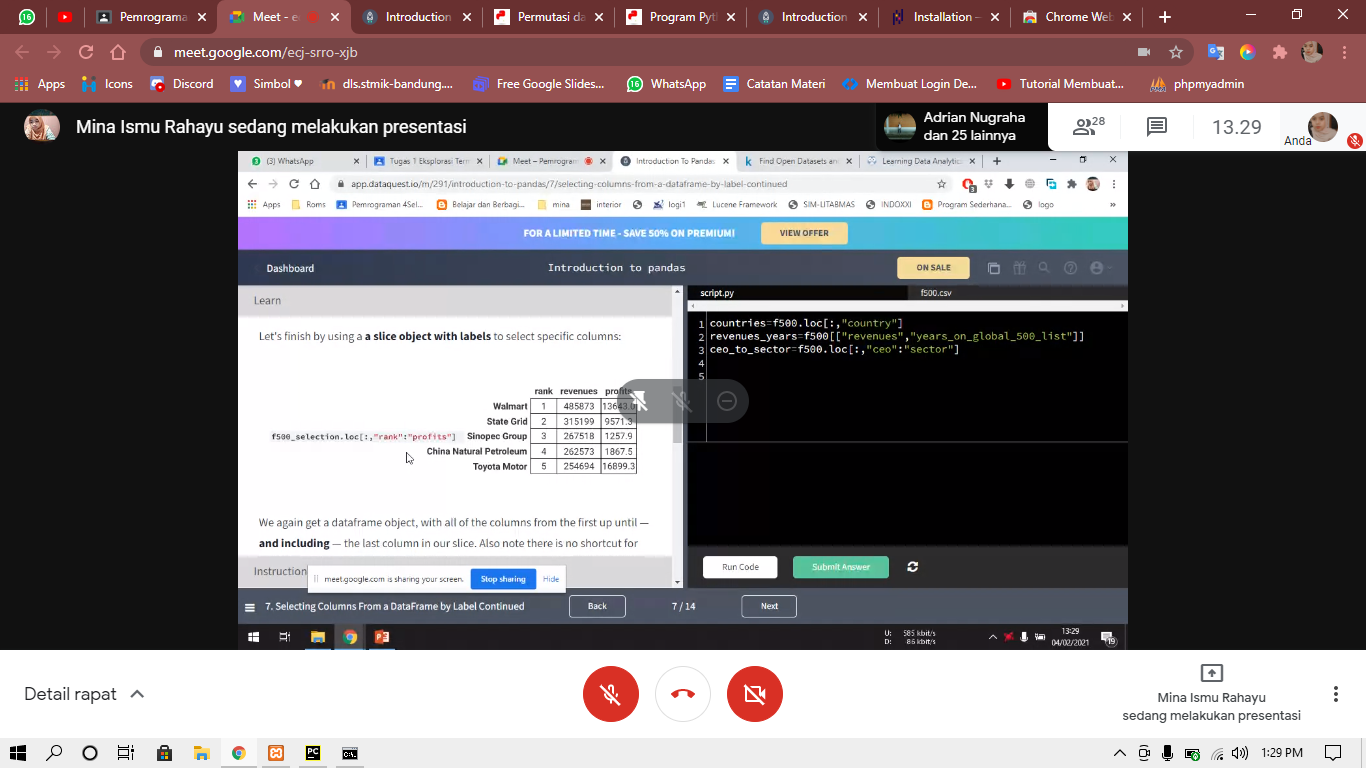 Pemrograma
Meet - e
Introduction
Permutasi da
Program Pyt
Introduction
Installation —
Chrome Web
meet.google.com/ecj-srro-xjb
Apps
Icons
Discord
Simbol ♥
dls.stmik-bandung....
Free Google Slides...
WhatsApp
Catatan Materi
Membuat Login De...
Tutorial Membuat...
phpmyadmin
Mina Ismu Rahayu sedang melakukan presentasi
Adrian Nugraha
dan 25 lainnya
28
13.29
Anda
(3) WhatsApp
Tugas 1 Eksplorasi Ter
Meet – Pemrogram
Introduction To Pandas
Find Open Datasets and
Learning Data Analytic
app.dataquest.io/m/291/introduction-to-pandas/7/selecting-columns-from-a-dataframe-by-label-continued
Apps
Roms
Pemrograman 4Sel...
Belajar dan Berbagi...
mina
interior
logi1
Lucene Framework
SIM-LITABMAS
INDOXXI
Program Sederhana...
logo
»
FOR A LIMITED TIME - SAVE 50% ON PREMIUM!
VIEW OFFER
Dashboard
Introduction to pandas
ON SALE
Learn
script.py
f500.csv
Let's finish by using a a slice object with labels to select specific columns:
rank revenues profits
Walmart 1 485873 13643.0
State Grid 2 315199 9571.3
f500_selection.loc[:,"rank":"profits"] Sinopec Group 3 267518 1257.9
China Natural Petroleum 4 262573 1867.5
Toyota Motor 5 254694 16899.3
We again get a dataframe object, with all of the columns from the first up until —
and including — the last column in our slice. Also note there is no shortcut for
1 countries=f500.loc[:,"country"]
2 revenues_years=f500[["revenues","years_on_global_500_list"]]
3 ceo_to_sector=f500.loc[:,"ceo":"sector"]
4
5
Instruction
meet.google.com is sharing your screen.
Stop sharing
Hide
Run Code
Submit Answer
7. Selecting Columns From a DataFrame by Label Continued
Back
7 / 14
Next
U: 585 kbit/s
D: 86 kbit/s
13:29
04/02/2021
19
Detail rapat
Mina Ismu Rahayu
sedang melakukan presentasi
1:29 PM